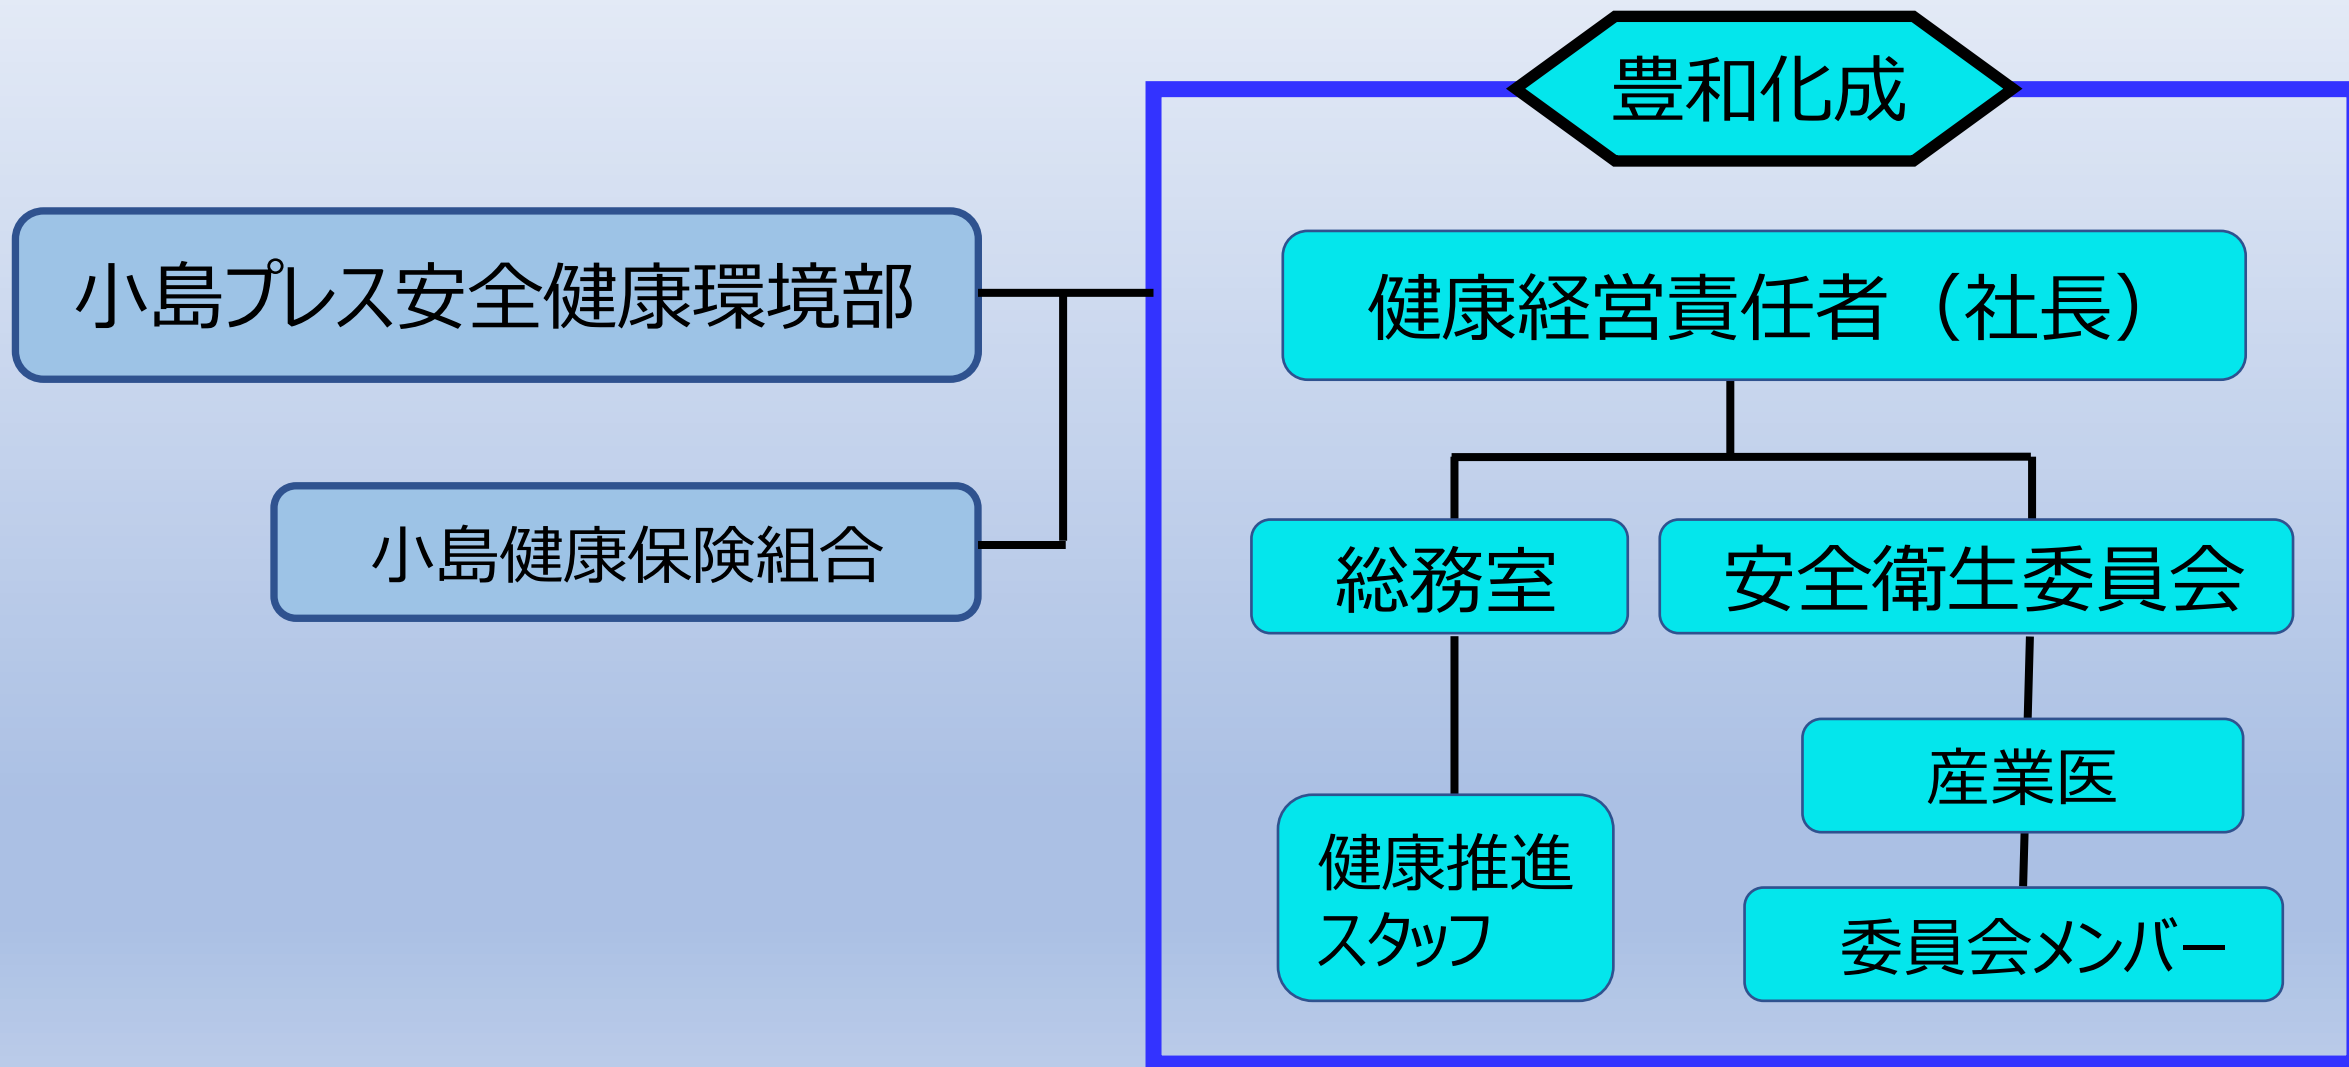 豊和化成
小島プレス安全健康環境部
健康経営責任者（社長）
小島健康保険組合
総務室
安全衛生委員会
産業医
健康推進
スタッフ
委員会メンバー